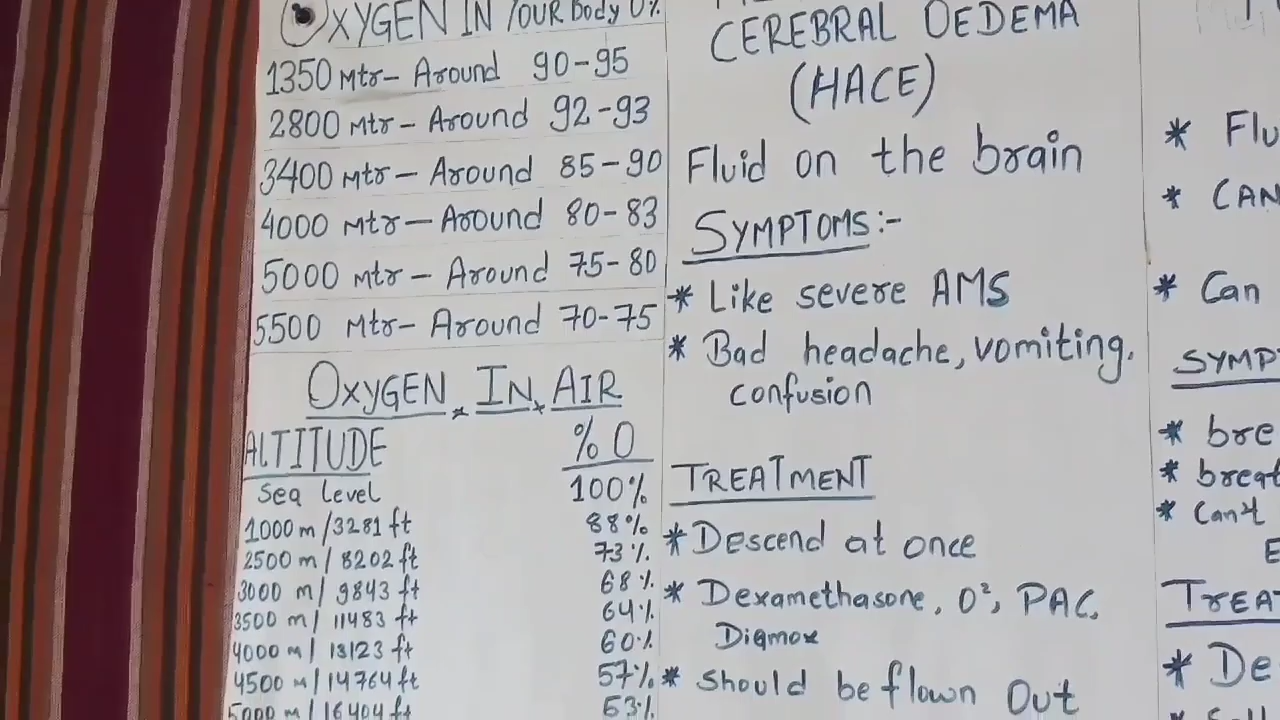 OXYGEN IN YOUR Body O%
1350 Mtr- Around 90-95
2800 Mtr - Around 92-93
3400 Mtr- Around 85-90
4000 Mtr- Around 80-83
5000 Mtr - Around 75-80
5500 Mtr- Around 70-75
OXYGEN IN AIR
ALTITUDE % O
Sea level 100%
1000 m/3281 ft 88%
2500 m/ 8202 ft 73%
3000 m/ 9843 ft 68%
3500 m/ 11483 ft 64%
4000 m/ 13123 ft 60%
4500 m/ 14764 ft 57%
5000 m/ 16404 ft 53%
CEREBRAL OEDEMA
(HACE)
Fluid on the brain
SYMPTOMS:-
* Like severe AMS
* Bad headache, vomiting,
confusion
TREATMENT
* Descend at once
* Dexamethasone, O², PAC,
Diamox
* Should be flown Out
* Flu
* CAN
* Can
SYMPT
* bre
* breat
* Can't
E
TREAT
* De